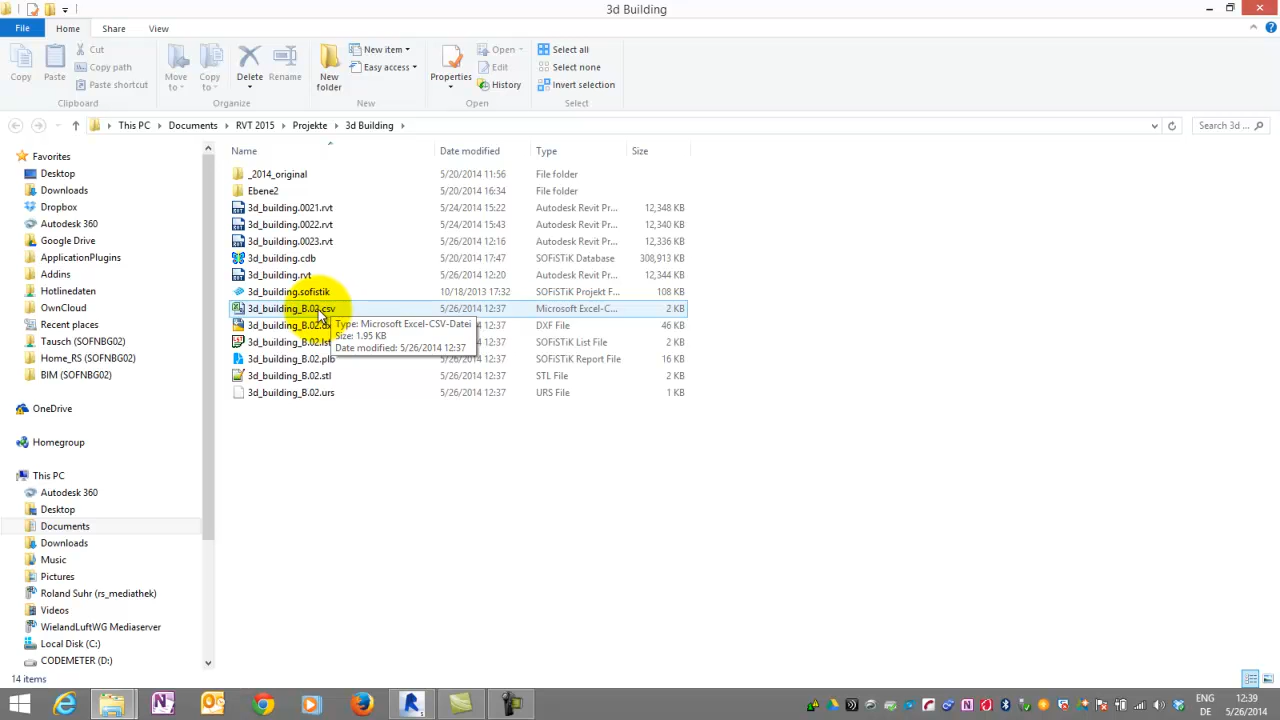 3d Building
File Home Share View
Copy
Paste
Cut
Copy path
Paste shortcut
Clipboard
Move to
Copy to
Delete
Rename
Organize
New folder
New item
Easy access
New
Properties
Open
Edit
History
Open
Select all
Select none
Invert selection
Select
This PC Documents RVT 2015 Projekte 3d Building
Search 3d ...
Name Date modified Type Size
_2014_original 5/20/2014 11:56 File folder
Ebene2 5/20/2014 16:34 File folder
3d_building.0021.rvt 5/24/2014 15:22 Autodesk Revit Pr... 12,348 KB
3d_building.0022.rvt 5/24/2014 15:43 Autodesk Revit Pr... 12,340 KB
3d_building.0023.rvt 5/26/2014 12:16 Autodesk Revit Pr... 12,336 KB
3d_building.cdb 5/20/2014 17:47 SOFiSTiK Database 308,913 KB
3d_building.rvt 5/26/2014 12:20 Autodesk Revit Pr... 12,344 KB
3d_building.sofistik 10/18/2013 17:32 SOFiSTiK Projekt F... 108 KB
3d_building_B.02.csv 5/26/2014 12:37 Microsoft Excel-C... 2 KB
3d_building_B.02.d 5/26/2014 12:37 DXF File 46 KB
3d_building_B.02.lst 5/26/2014 12:37 SOFiSTiK List File 2 KB
3d_building_B.02.plb 5/26/2014 12:37 SOFiSTiK Report File 16 KB
3d_building_B.02.stl 5/26/2014 12:37 STL File 2 KB
3d_building_B.02.urs 5/26/2014 12:37 URS File 1 KB
Type: Microsoft Excel-CSV-Datei
Size: 1.95 KB
Date modified: 5/26/2014 12:37
Favorites
Desktop
Downloads
Dropbox
Autodesk 360
Google Drive
ApplicationPlugins
Addins
Hotlinedaten
OwnCloud
Recent places
Tausch (SOFNBG02)
Home_RS (SOFNBG02)
BIM (SOFNBG02)
OneDrive
Homegroup
This PC
Autodesk 360
Desktop
Documents
Downloads
Music
Pictures
Roland Suhr (rs_mediathek)
Videos
WielandLuftWG Mediaserver
Local Disk (C:)
CODEMETER (D:)
14 items
ENG
DE
12:39
5/26/2014